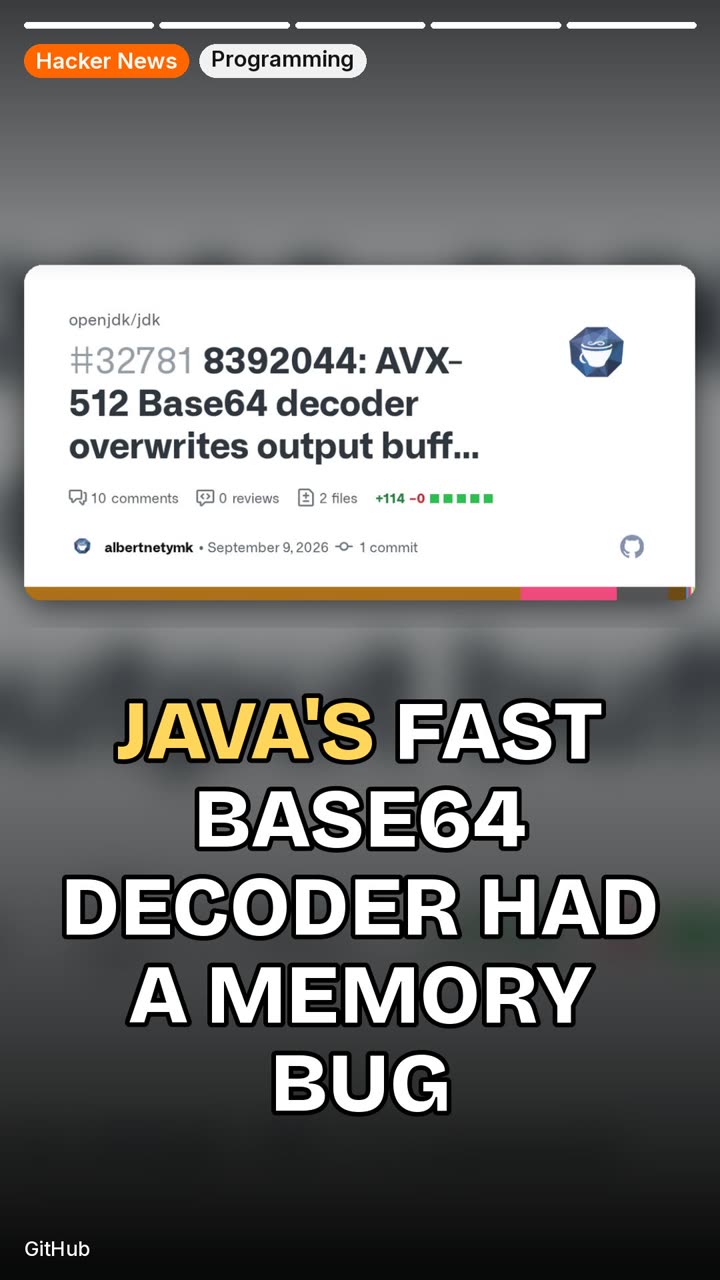 Hacker News
Programming
openjdk/jdk
#32781 8392044: AVX-
512 Base64 decoder
overwrites output buff...
10 comments
0 reviews
2 files
+114 −0
albertnetymk • September 9, 2026
1 commit
JAVA'S FAST
BASE64
DECODER HAD
A MEMORY
BUG
GitHub